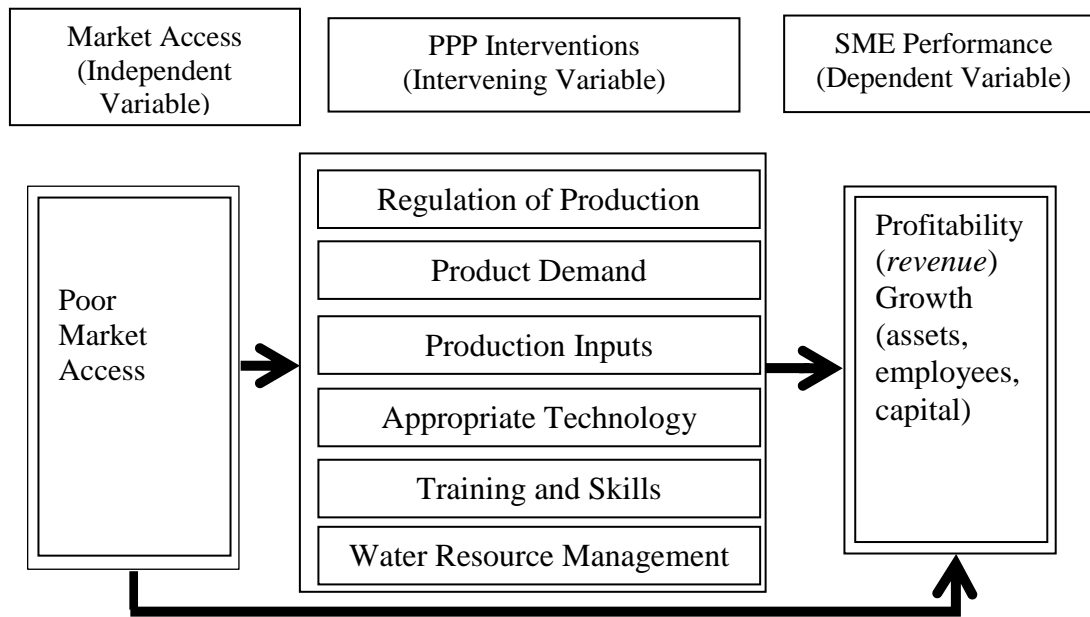 Market Access
(Independent
Variable)
PPP Interventions
(Intervening Variable)
SME Performance
(Dependent Variable)
Poor
Market
Access
Regulation of Production
Product Demand
Production Inputs
Appropriate Technology
Training and Skills
Water Resource Management
Profitability
(revenue)
Growth
(assets,
employees,
capital)